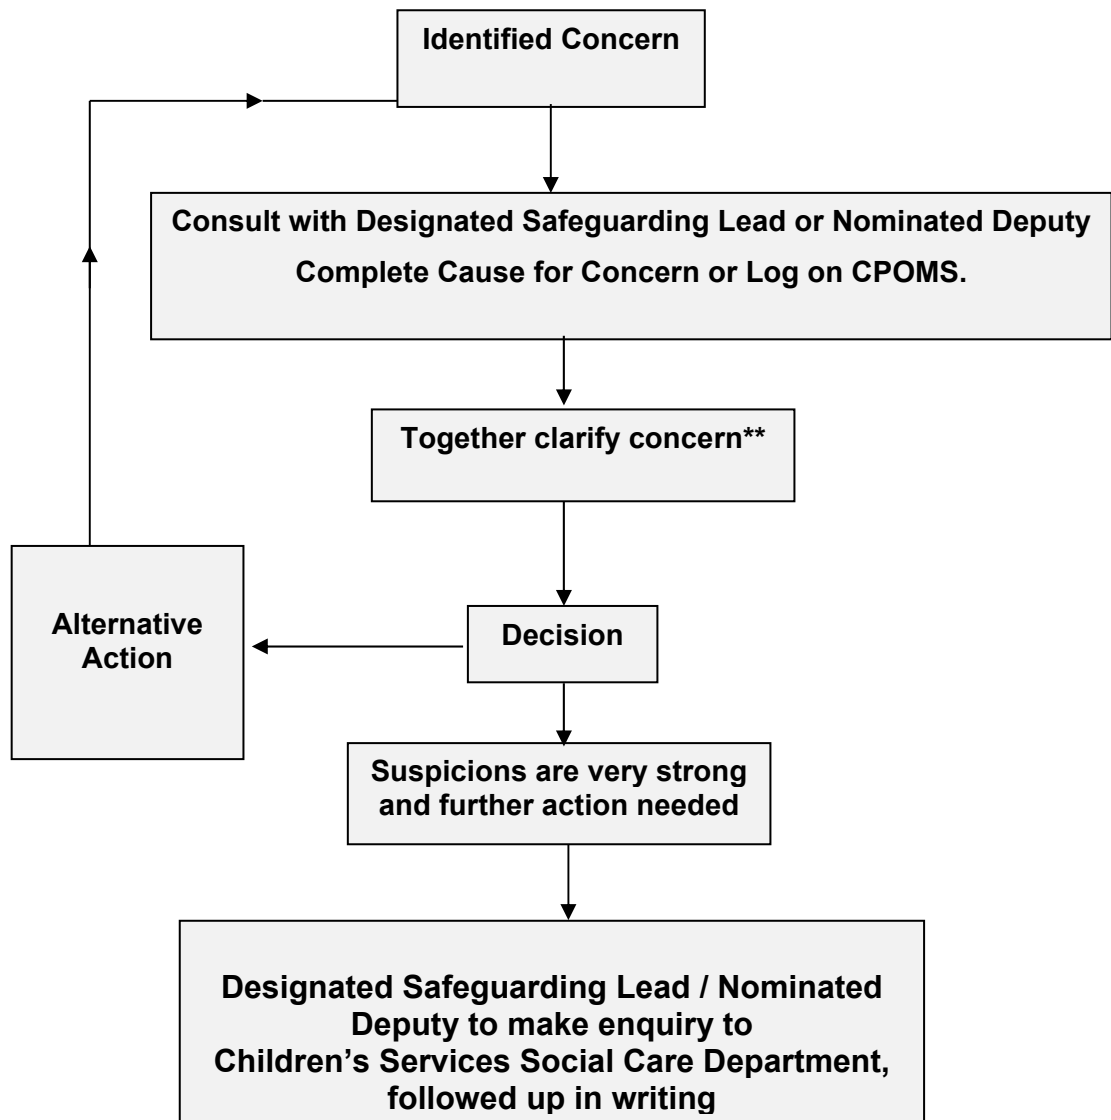 Identified Concern
Consult with Designated Safeguarding Lead or Nominated Deputy
Complete Cause for Concern or Log on CPOMS.
Together clarify concern**
Alternative
Action
Decision
Suspicions are very strong
and further action needed
Designated Safeguarding Lead / Nominated
Deputy to make enquiry to
Children’s Services Social Care Department,
followed up in writing